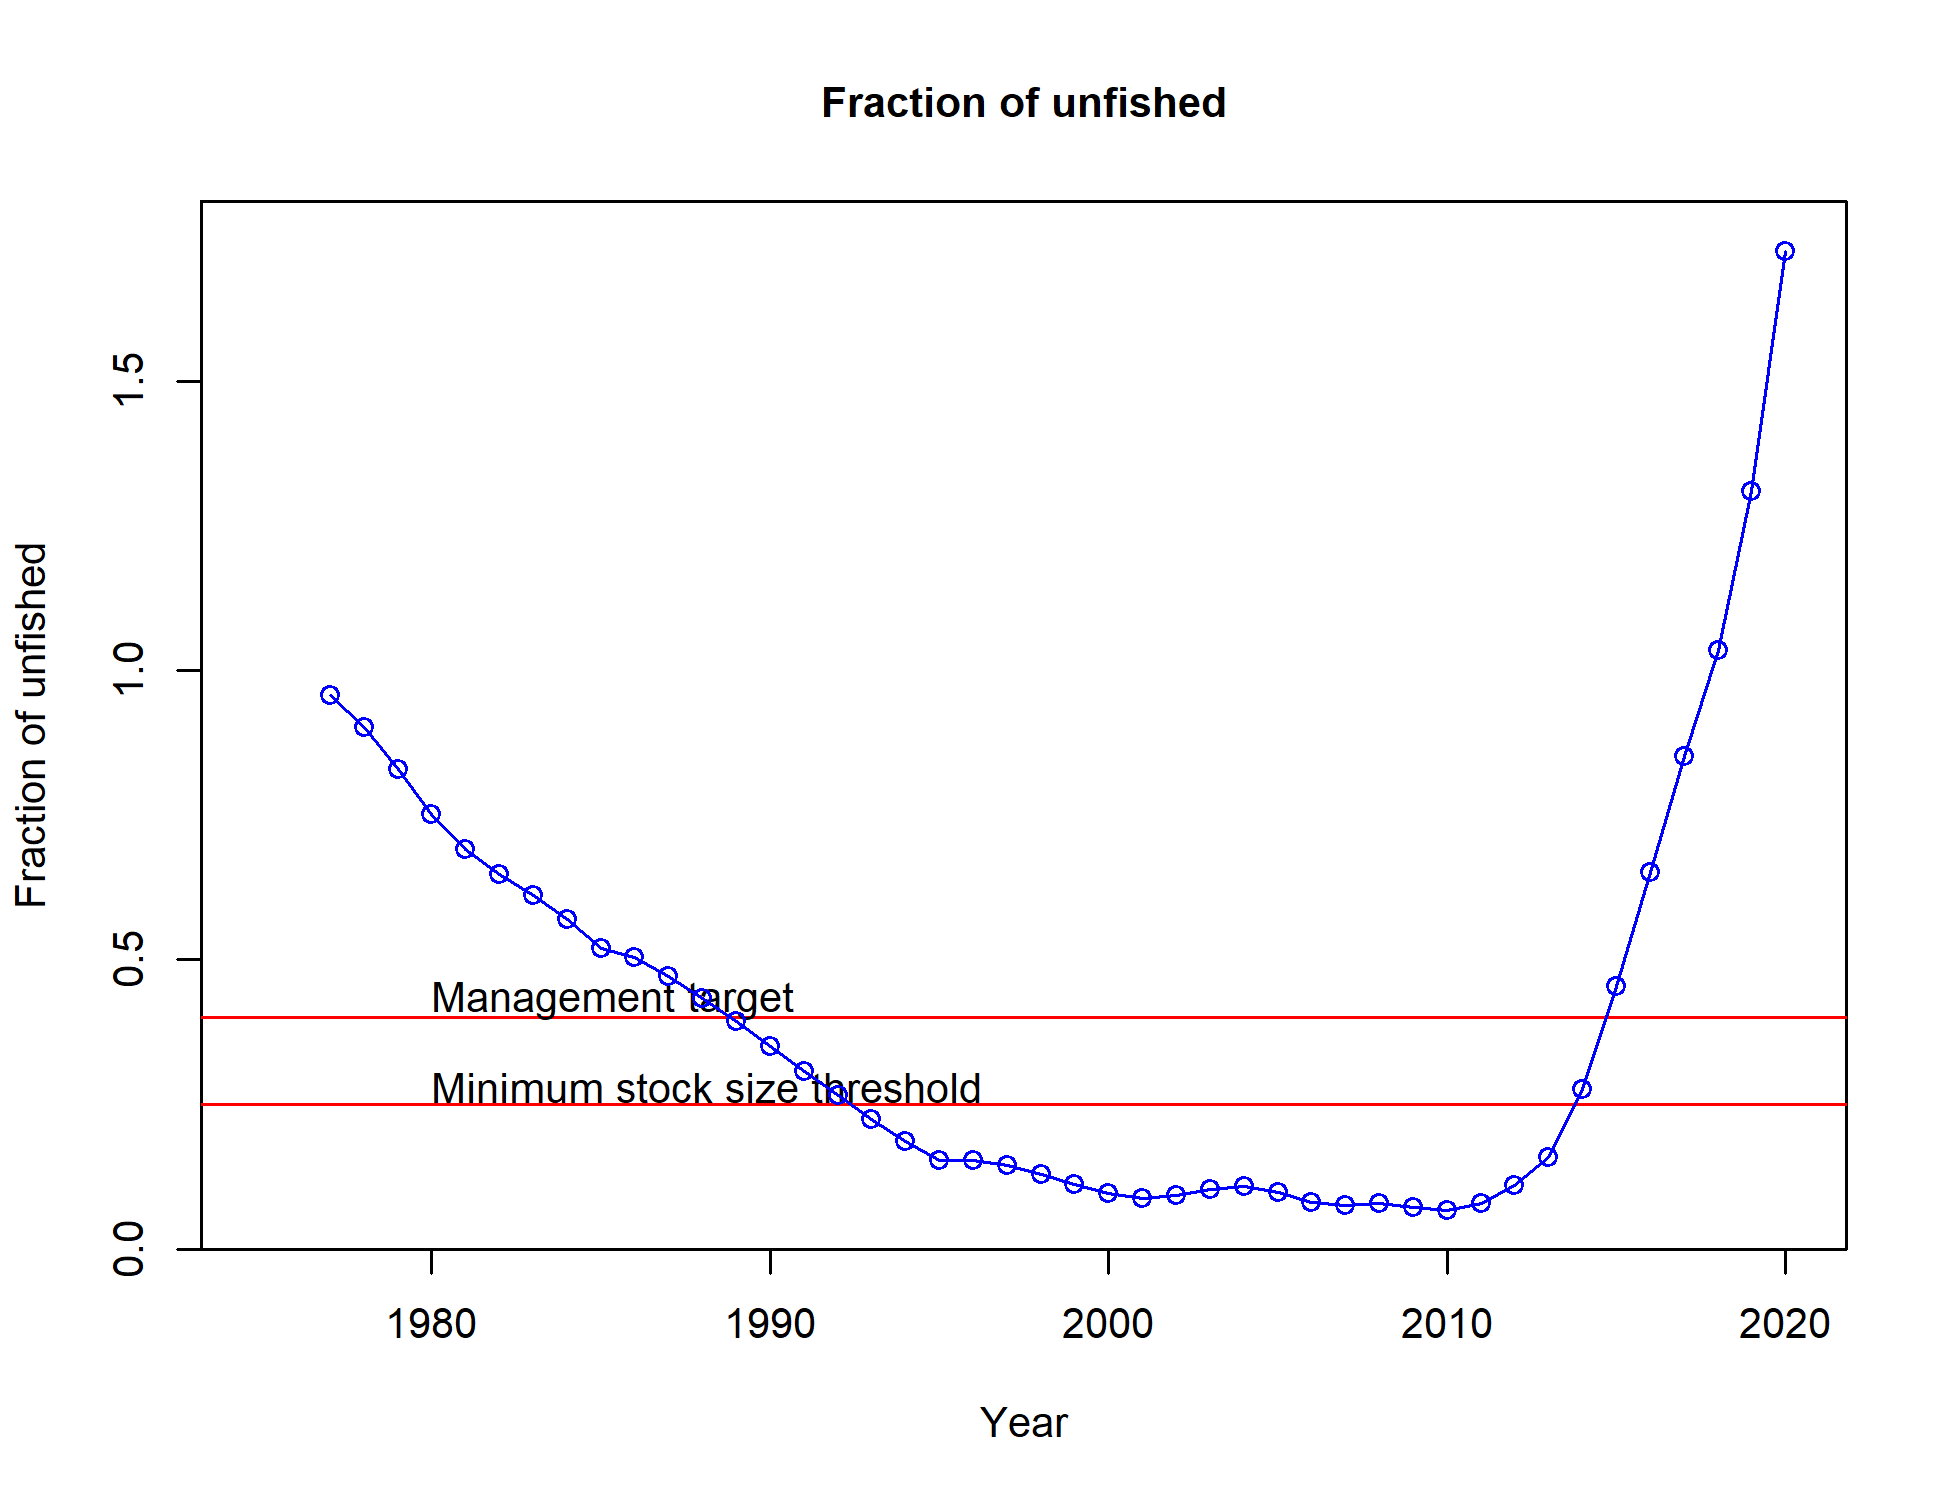 Fraction of unfished
Fraction of unfished
1.5
1.0
0.5
0.0
Management target
Minimum stock size threshold
1980
1990
2000
2010
2020
Year